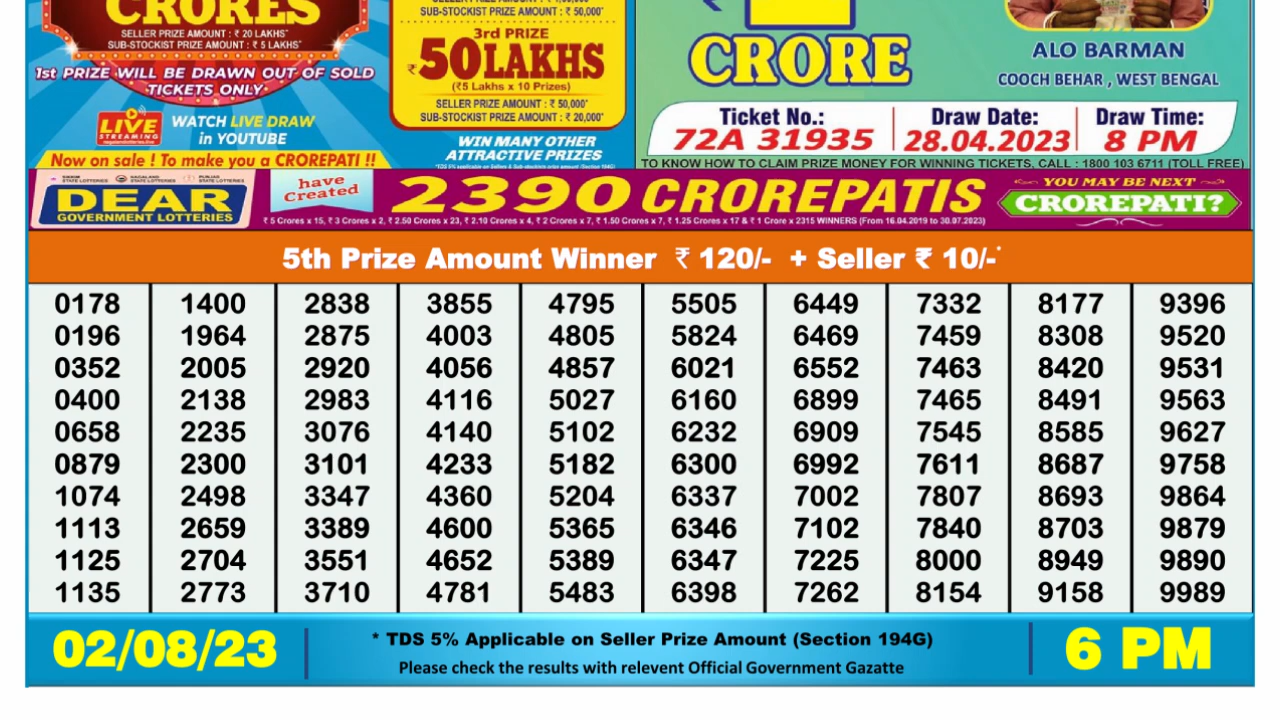 CRORES
SELLER PRIZE AMOUNT : ₹ 20 LAKHS*
SUB-STOCKIST PRIZE AMOUNT : ₹ 5 LAKHS*
1st PRIZE WILL BE DRAWN OUT OF SOLD
TICKETS ONLY
LIVE
STREAMING
WATCH LIVE DRAW
in YOUTUBE
Now on sale ! To make you a CROREPATI !!
SUB-STOCKIST PRIZE AMOUNT : ₹ 50,000*
3rd PRIZE
₹50LAKHS
(₹5 Lakhs x 10 Prizes)
SELLER PRIZE AMOUNT : ₹ 50,000*
SUB-STOCKIST PRIZE AMOUNT : ₹ 20,000*
WIN MANY OTHER
ATTRACTIVE PRIZES
CRORE
ALO BARMAN
COOCH BEHAR , WEST BENGAL
Ticket No.: Draw Date: Draw Time:
72A 31935 28.04.2023 8 PM
TO KNOW HOW TO CLAIM PRIZE MONEY FOR WINNING TICKETS, CALL : 1800 103 6711 (TOLL FREE)
DEAR
GOVERNMENT LOTTERIES
have
Created
2390 CROREPATIS
₹ 5 Crores x 15, ₹ 3 Crores x 2, ₹ 2.50 Crores x 23, ₹ 2.10 Crores x 4, ₹ 2 Crores x 7, ₹ 1.50 Crores x 7, ₹ 1.25 Crores x 17 & ₹ 1 Crore x 2315 WINNERS (From 16.04.2019 to 30.07.2023)
YOU MAY BE NEXT
CROREPATI?
5th Prize Amount Winner ₹ 120/- + Seller ₹ 10/-*
0178 1400 2838 3855 4795 5505 6449 7332 8177 9396
0196 1964 2875 4003 4805 5824 6469 7459 8308 9520
0352 2005 2920 4056 4857 6021 6552 7463 8420 9531
0400 2138 2983 4116 5027 6160 6899 7465 8491 9563
0658 2235 3076 4140 5102 6232 6909 7545 8585 9627
0879 2300 3101 4233 5182 6300 6992 7611 8687 9758
1074 2498 3347 4360 5204 6337 7002 7807 8693 9864
1113 2659 3389 4600 5365 6346 7102 7840 8703 9879
1125 2704 3551 4652 5389 6347 7225 8000 8949 9890
1135 2773 3710 4781 5483 6398 7262 8154 9158 9989
02/08/23
* TDS 5% Applicable on Seller Prize Amount (Section 194G)
Please check the results with relevent Official Government Gazatte
6 PM